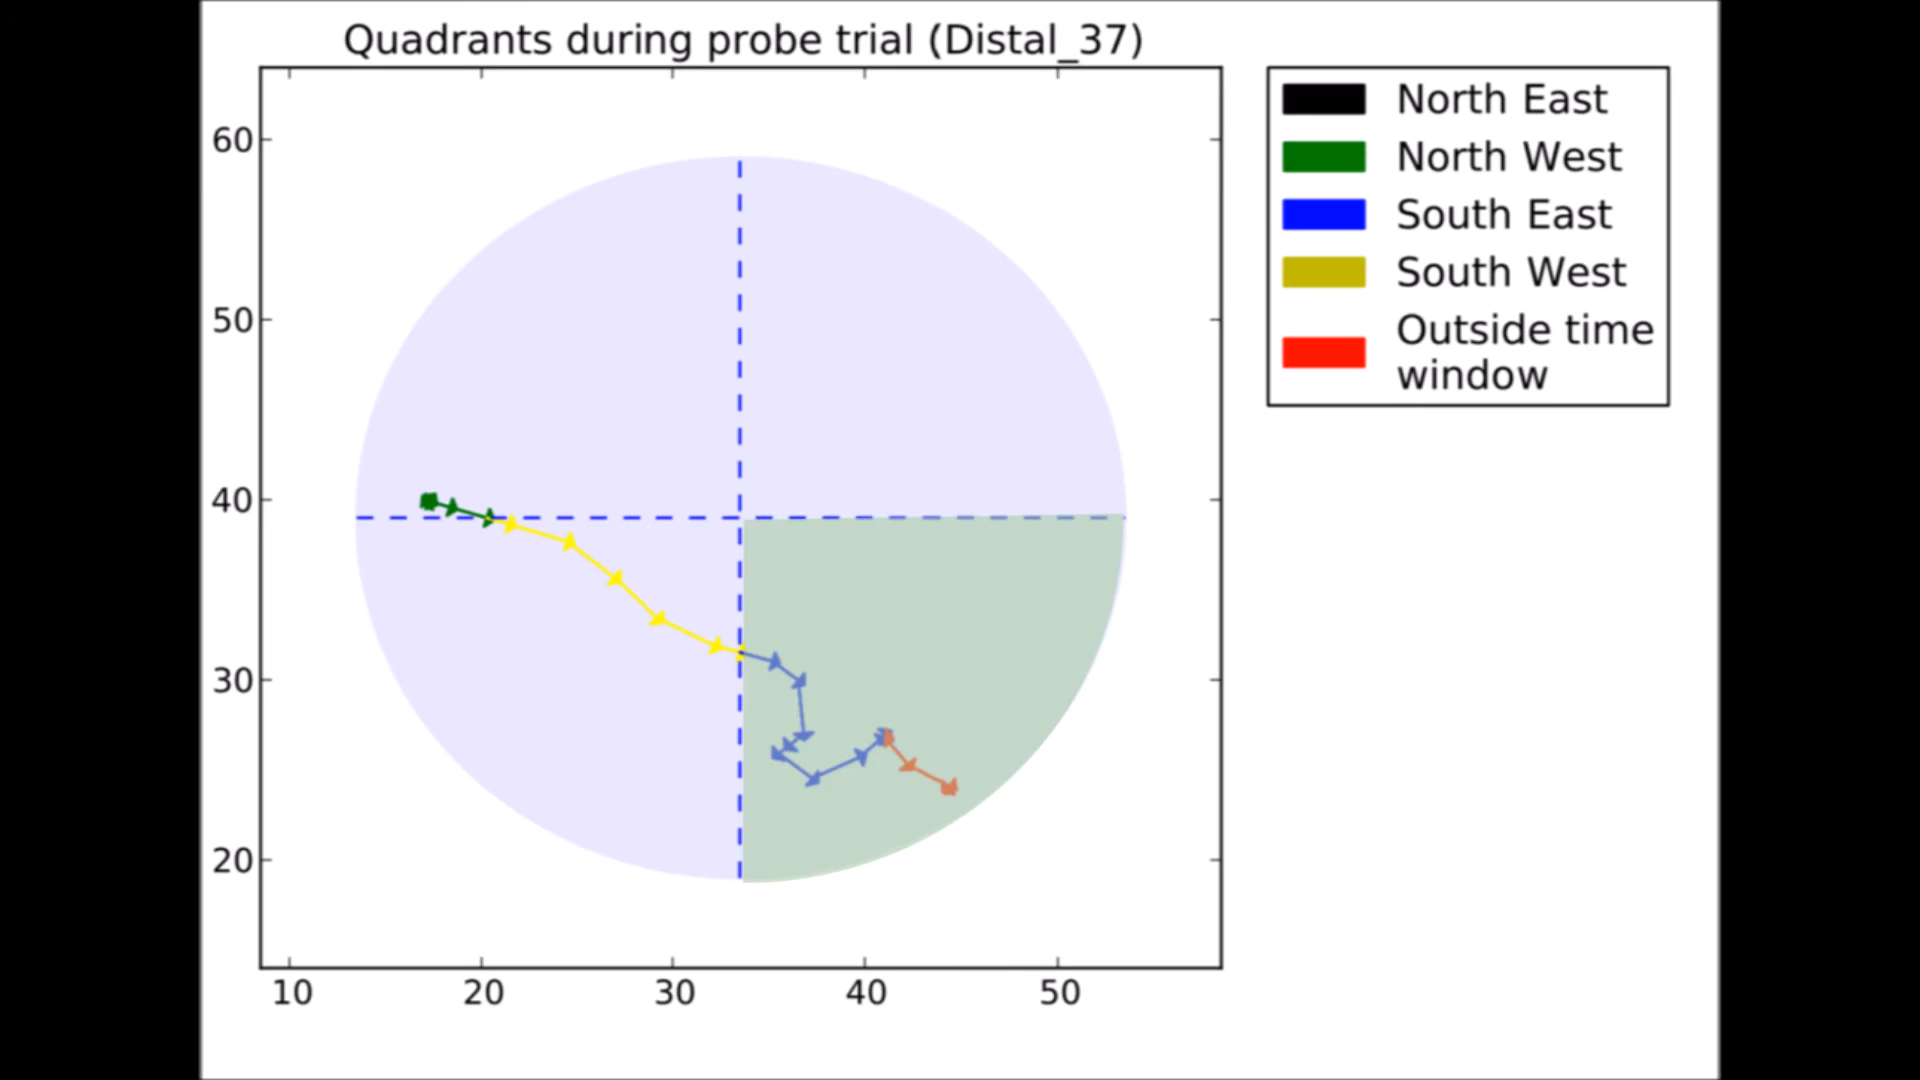 Quadrants during probe trial (Distal_37)
60
50
40
30
20
10 20 30 40 50
North East
North West
South East
South West
Outside time
window